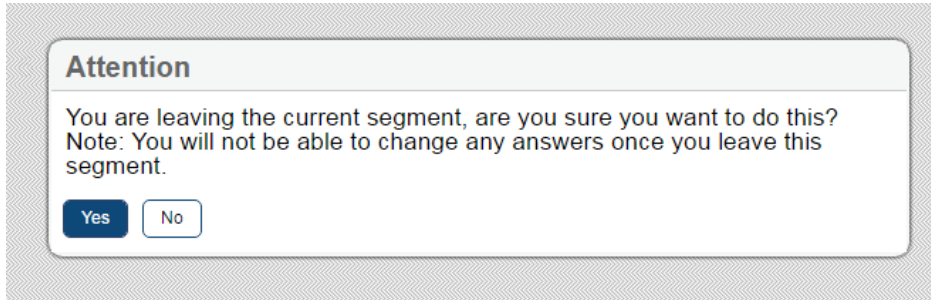 Attention
You are leaving the current segment, are you sure you want to do this?
Note: You will not be able to change any answers once you leave this
segment.
Yes No